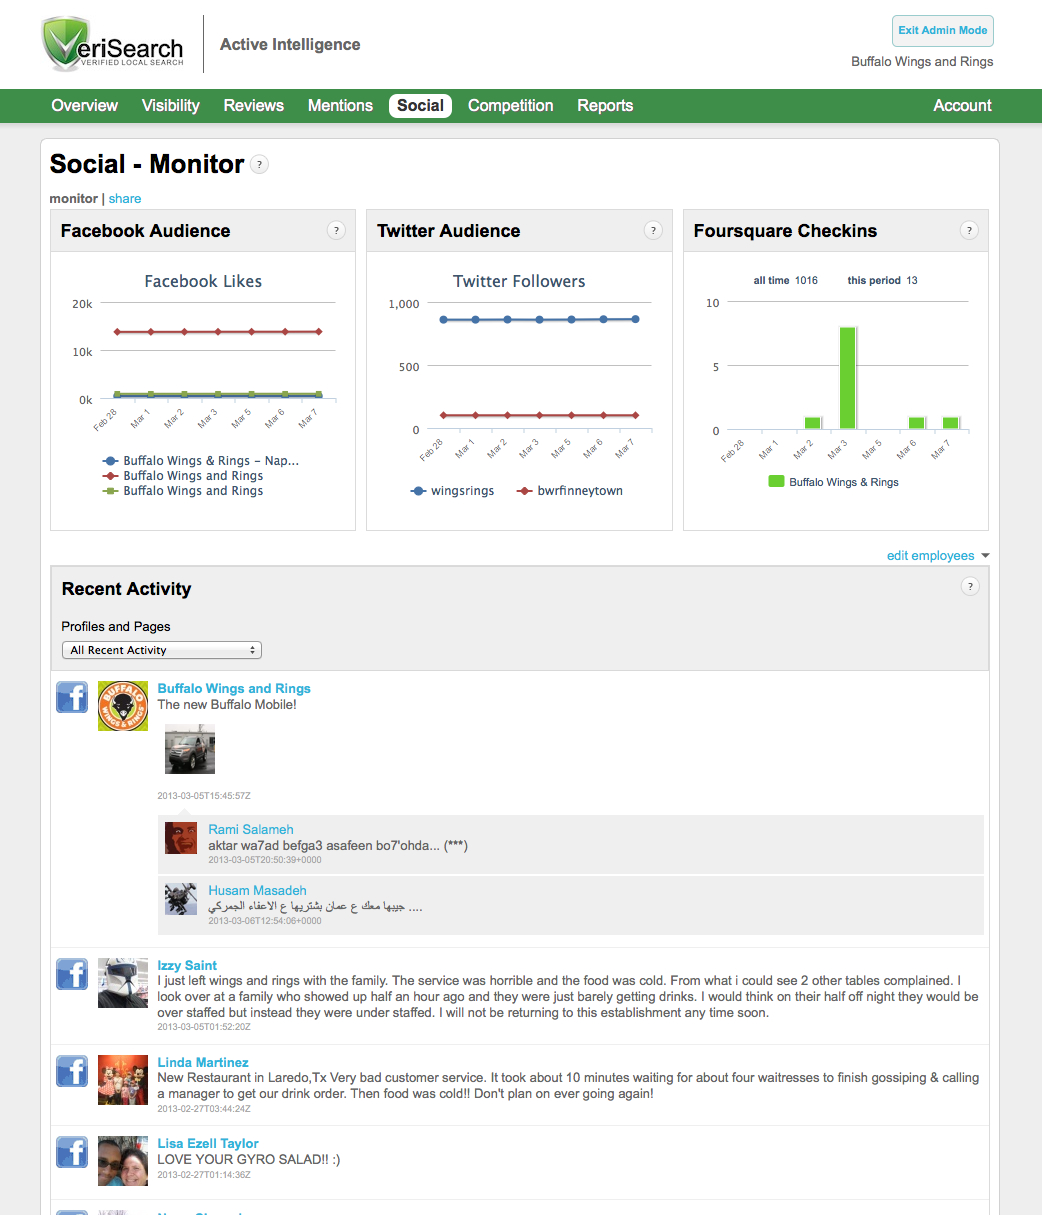 VeriSearch
VERIFIED LOCAL SEARCH
Active Intelligence
Exit Admin Mode
Buffalo Wings and Rings
Overview Visibility Reviews Mentions Social Competition Reports Account
Social - Monitor ?
monitor | share
Facebook Audience ?
Facebook Likes
20k
10k
0k
Feb 28 Mar 1 Mar 2 Mar 3 Mar 5 Mar 6 Mar 7
Buffalo Wings & Rings - Nap...
Buffalo Wings and Rings
Buffalo Wings and Rings
Twitter Audience ?
Twitter Followers
1,000
500
0
Feb 28 Mar 1 Mar 2 Mar 3 Mar 5 Mar 6 Mar 7
wingsrings bwrfinneytown
Foursquare Checkins ?
all time 1016 this period 13
10
5
0
Feb 28 Mar 1 Mar 2 Mar 3 Mar 5 Mar 6 Mar 7
Buffalo Wings & Rings
edit employees
Recent Activity ?
Profiles and Pages
All Recent Activity
BUFFALO
WINGS & RINGS
Buffalo Wings and Rings
The new Buffalo Mobile!
2013-03-05T15:45:57Z
Rami Salameh
aktar wa7ad befga3 asafeen bo7'ohda... (***)
2013-03-05T20:50:39+0000
Husam Masadeh
جيبها معك ع عمان بشتريها ع الاعفاء الجمركي ....
2013-03-06T12:54:06+0000
Izzy Saint
I just left wings and rings with the family. The service was horrible and the food was cold. From what i could see 2 other tables complained. I
look over at a family who showed up half an hour ago and they were just barely getting drinks. I would think on their half off night they would be
over staffed but instead they were under staffed. I will not be returning to this establishment any time soon.
2013-03-05T01:52:20Z
Linda Martinez
New Restaurant in Laredo,Tx Very bad customer service. It took about 10 minutes waiting for about four waitresses to finish gossiping & calling
a manager to get our drink order. Then food was cold!! Don't plan on ever going again!
2013-02-27T03:44:24Z
Lisa Ezell Taylor
LOVE YOUR GYRO SALAD!! :)
2013-02-27T01:14:36Z